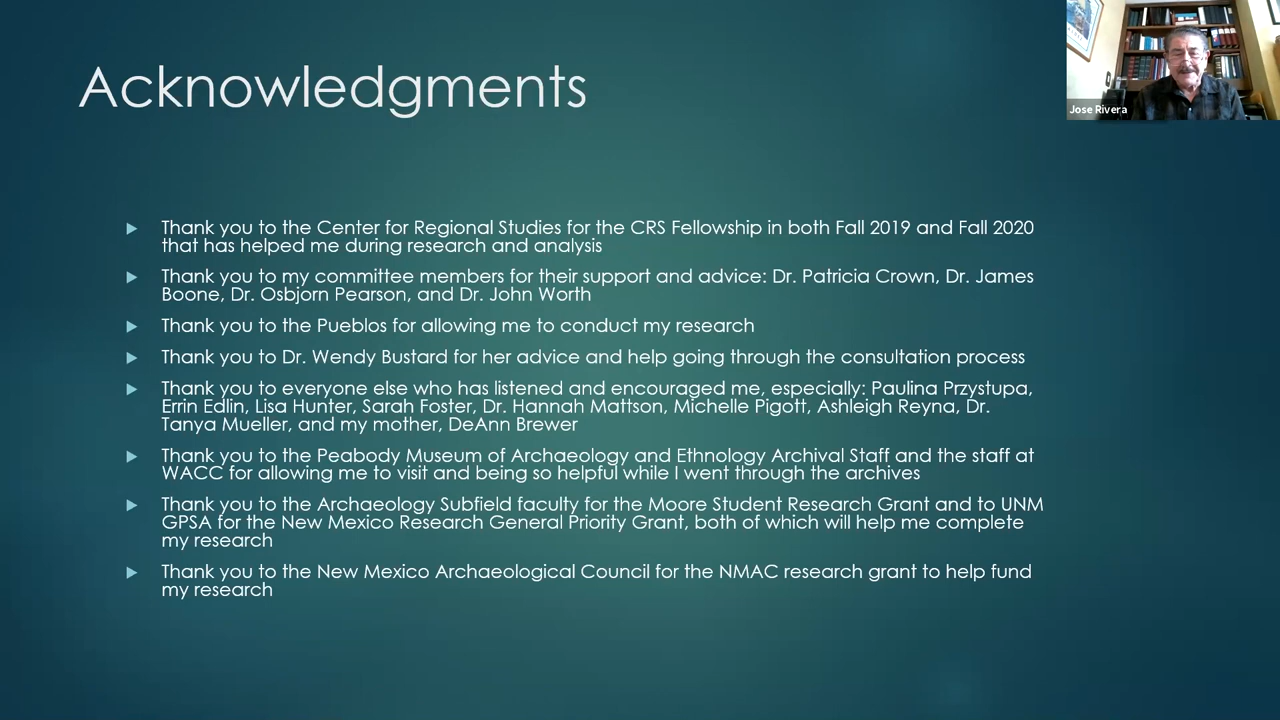 Acknowledgments
Jose Rivera
Thank you to the Center for Regional Studies for the CRS Fellowship in both Fall 2019 and Fall 2020
that has helped me during research and analysis
Thank you to my committee members for their support and advice: Dr. Patricia Crown, Dr. James
Boone, Dr. Osbjorn Pearson, and Dr. John Worth
Thank you to the Pueblos for allowing me to conduct my research
Thank you to Dr. Wendy Bustard for her advice and help going through the consultation process
Thank you to everyone else who has listened and encouraged me, especially: Paulina Przystupa,
Errin Edlin, Lisa Hunter, Sarah Foster, Dr. Hannah Mattson, Michelle Pigott, Ashleigh Reyna, Dr.
Tanya Mueller, and my mother, DeAnn Brewer
Thank you to the Peabody Museum of Archaeology and Ethnology Archival Staff and the staff at
WACC for allowing me to visit and being so helpful while I went through the archives
Thank you to the Archaeology Subfield faculty for the Moore Student Research Grant and to UNM
GPSA for the New Mexico Research General Priority Grant, both of which will help me complete
my research
Thank you to the New Mexico Archaeological Council for the NMAC research grant to help fund
my research